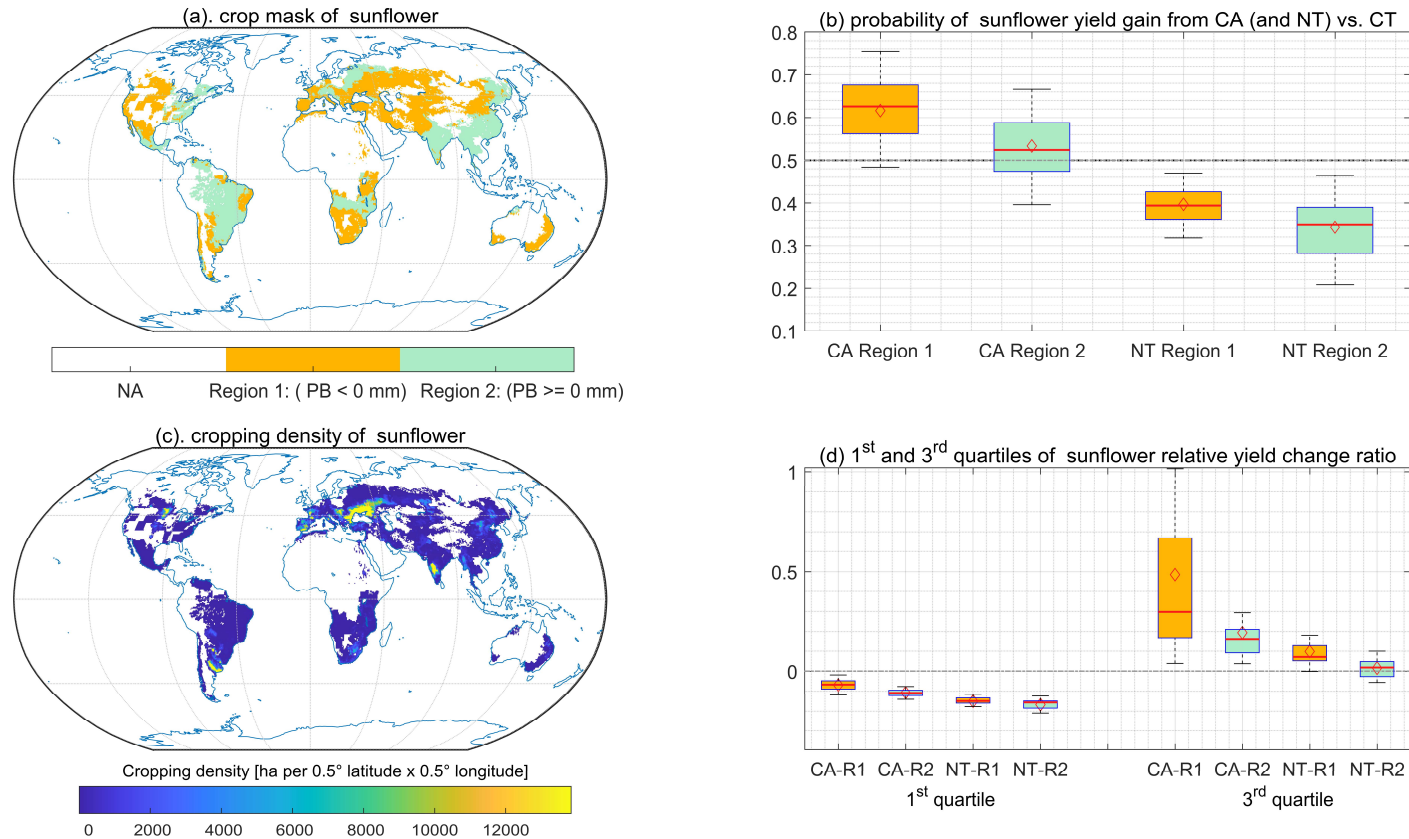 (a). crop mask of sunflower
NA
Region 1: ( PB < 0 mm)
Region 2: (PB >= 0 mm)
(b) probability of sunflower yield gain from CA (and NT) vs. CT
0.8
0.7
0.6
0.5
0.4
0.3
0.2
0.1
CA Region 1
CA Region 2
NT Region 1
NT Region 2
(c). cropping density of sunflower
Cropping density [ha per 0.5° latitude x 0.5° longitude]
0 2000 4000 6000 8000 10000 12000
(d) 1st and 3rd quartiles of sunflower relative yield change ratio
1
0.5
0
CA-R1 CA-R2 NT-R1 NT-R2 CA-R1 CA-R2 NT-R1 NT-R2
1st quartile 3rd quartile